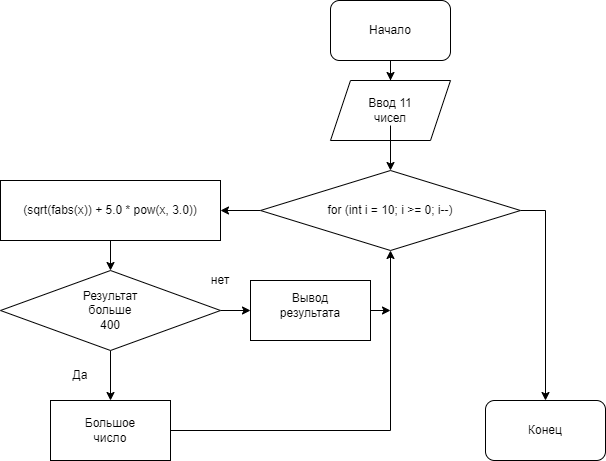 Начало
Ввод 11
чисел
for (int i = 10; i >= 0; i--)
(sqrt(fabs(x)) + 5.0 * pow(x, 3.0))
Результат
больше
400
нет
Вывод
результата
Да
Большое
число
Конец